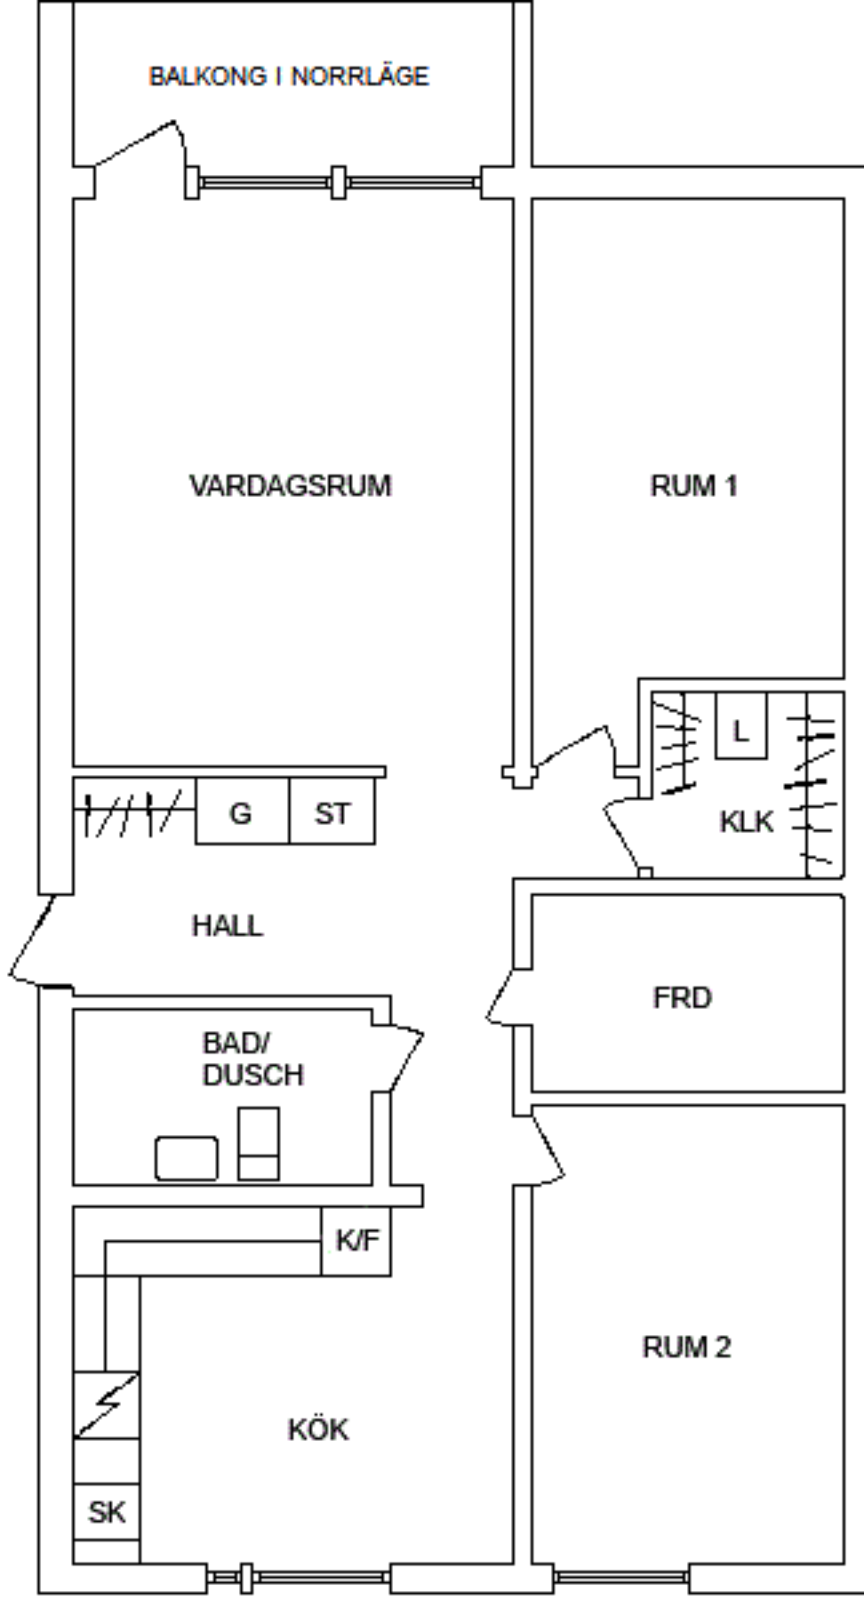 BALKONG I NORRLÄGE
VARDAGSRUM
RUM 1
L
G
ST
KLK
HALL
FRD
BAD/
DUSCH
K/F
RUM 2
KÖK
SK